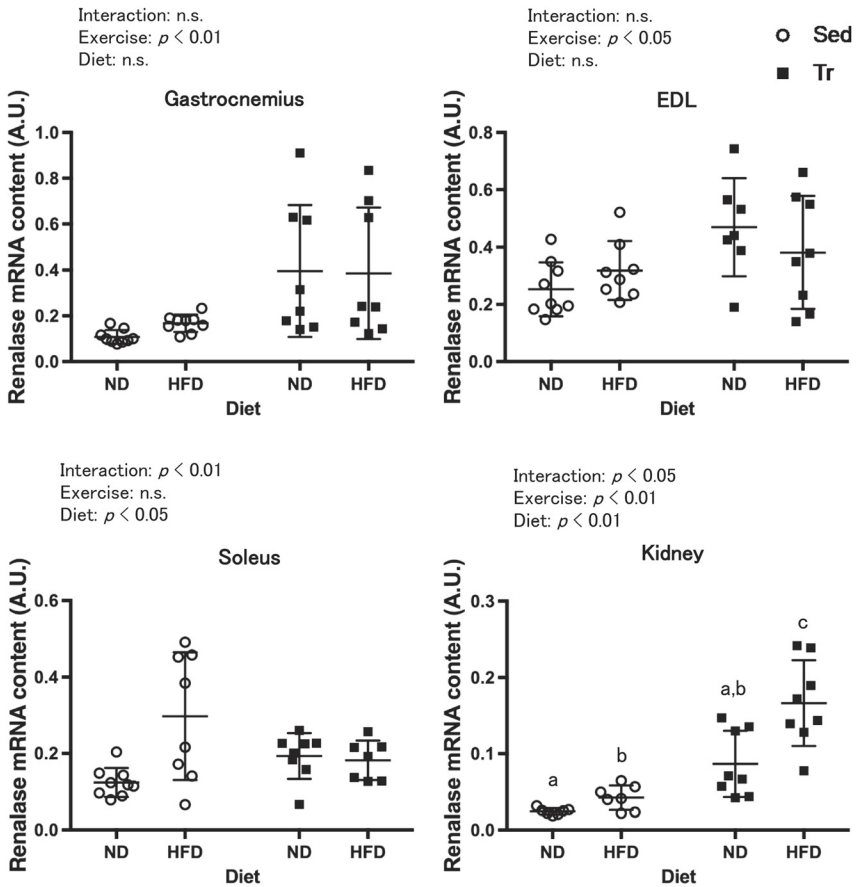 Interaction: n.s.
Exercise: p < 0.01
Diet: n.s.
Gastrocnemius
Renalase mRNA content (A.U.)
1.0
0.8
0.6
0.4
0.2
0.0
ND HFD ND HFD
Diet
Interaction: n.s.
Exercise: p < 0.05
Diet: n.s.
Sed
Tr
EDL
Renalase mRNA content (A.U.)
0.8
0.6
0.4
0.2
0.0
ND HFD ND HFD
Diet
Interaction: p < 0.01
Exercise: n.s.
Diet: p < 0.05
Soleus
Renalase mRNA content (A.U.)
0.6
0.4
0.2
0.0
ND HFD ND HFD
Diet
Interaction: p < 0.05
Exercise: p < 0.01
Diet: p < 0.01
Kidney
Renalase mRNA content (A.U.)
0.3
0.2
0.1
0.0
a
b
a,b
c
ND HFD ND HFD
Diet